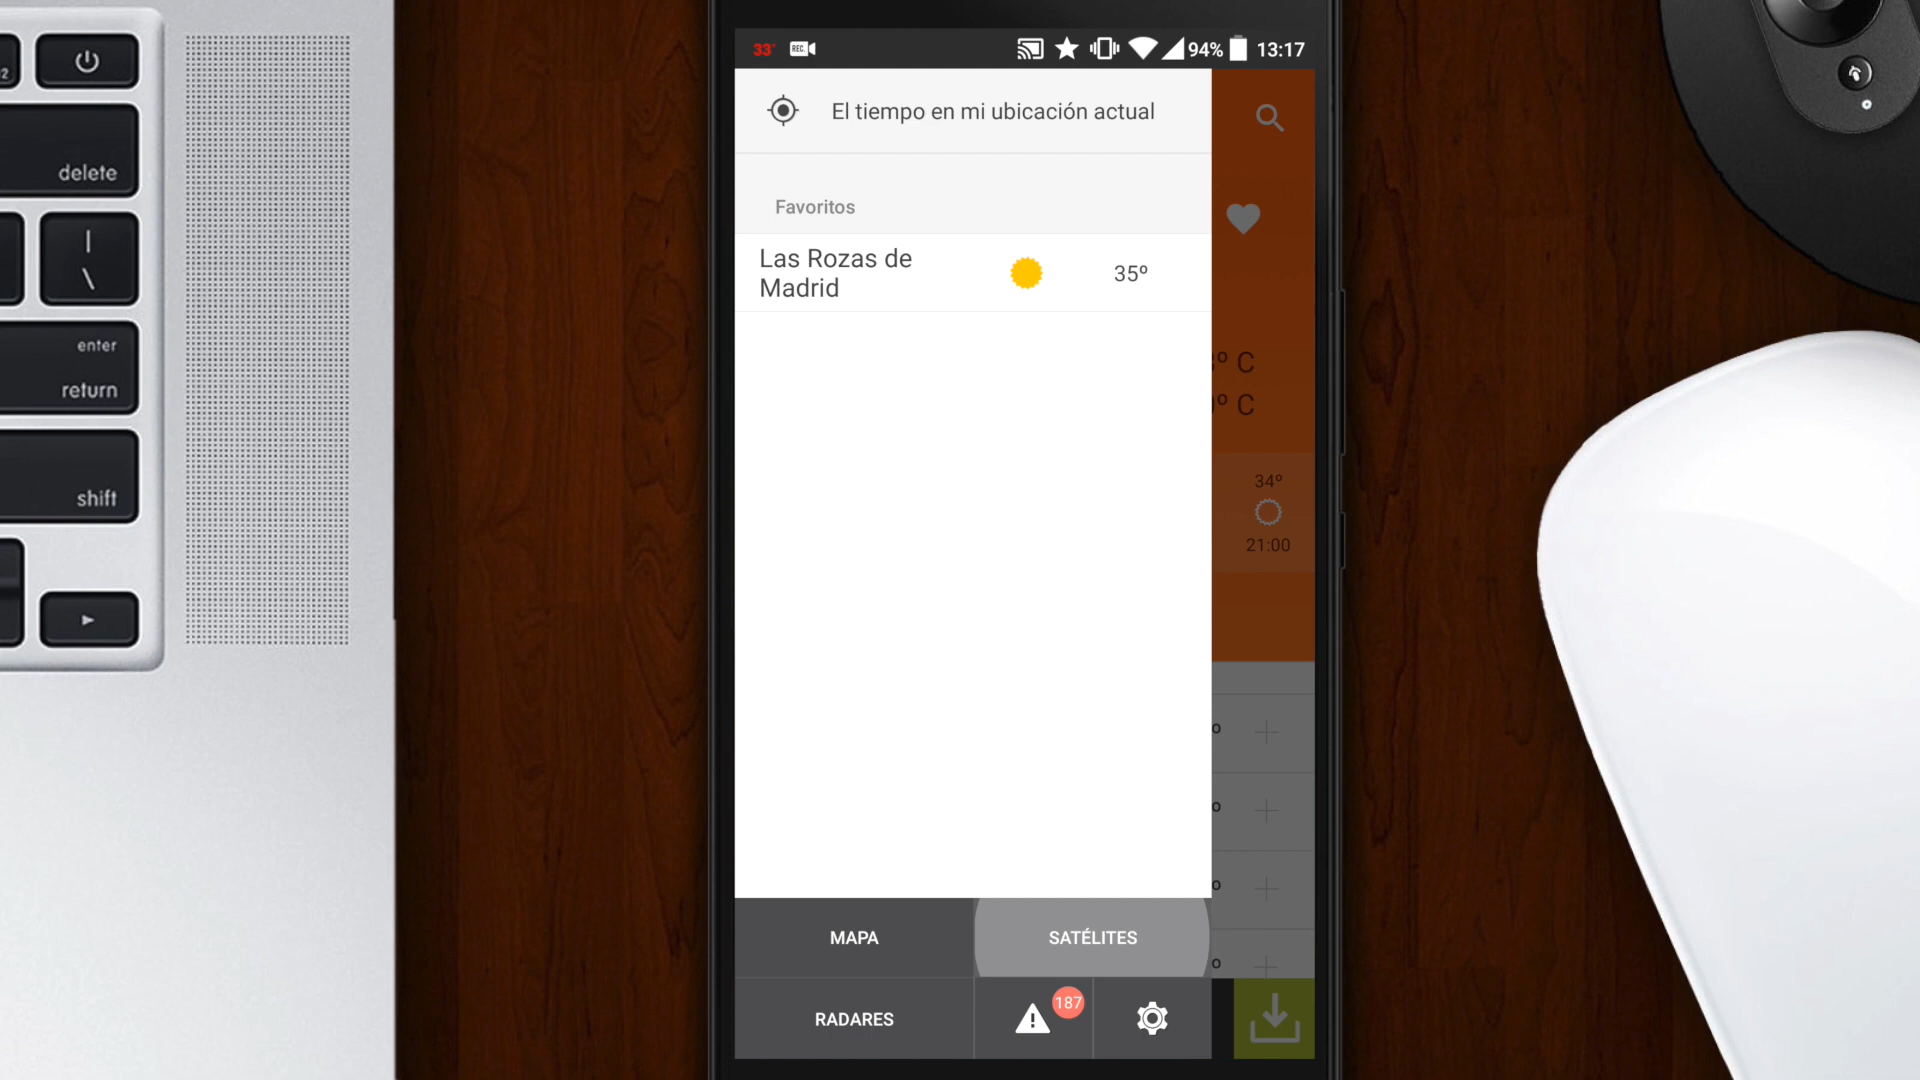 33°
REC
94%
13:17
El tiempo en mi ubicación actual
Favoritos
Las Rozas de
Madrid
35º
º C
º C
34º
21:00
MAPA
SATÉLITES
RADARES
187
delete
|
\
enter
return
shift